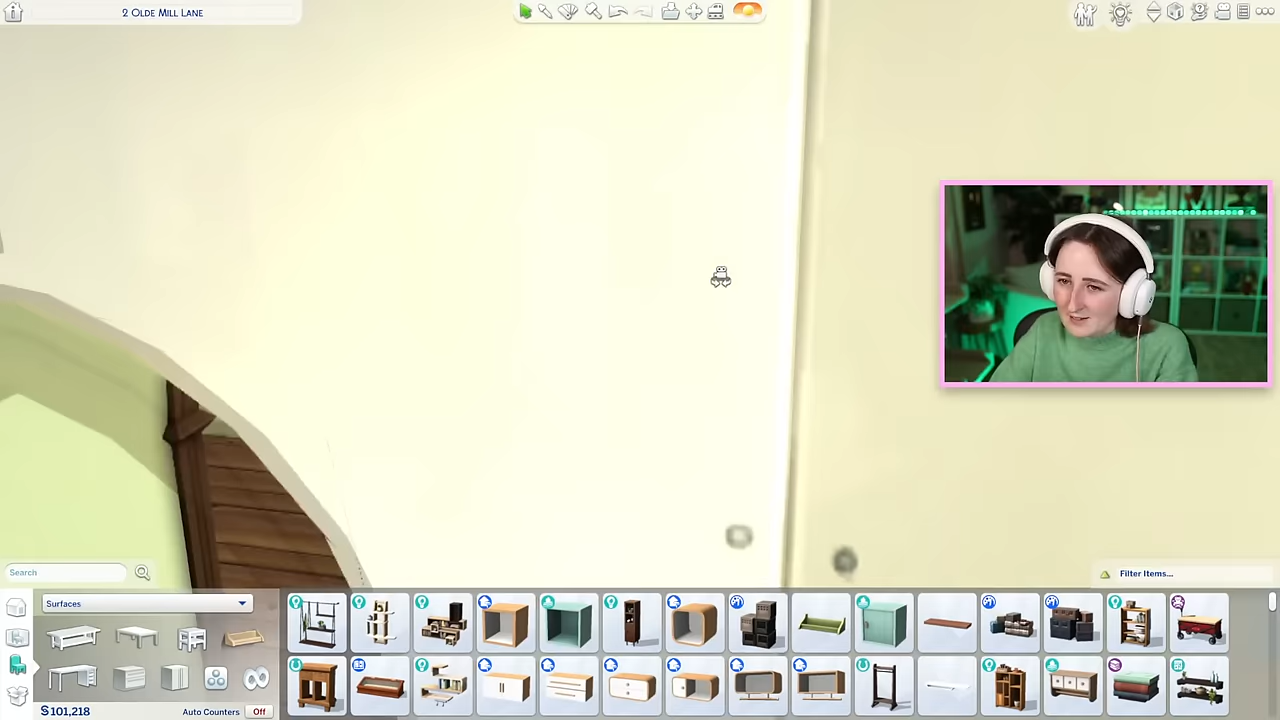 2 OLDE MILL LANE
Search
Filter Items...
Surfaces
§101,218
Auto Counters
Off